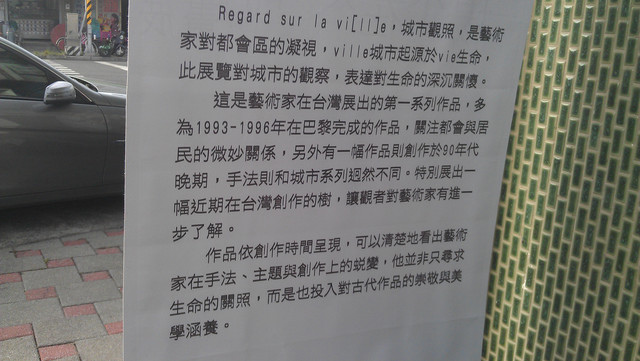 Regard sur la vi[ll]e，城市觀照，是藝術
家對都會區的凝視，ville城市起源於vie生命，
此展覽對城市的觀察，表達對生命的深沉關懷。
這是藝術家在台灣展出的第一系列作品，多
為1993-1996年在巴黎完成的作品，關注都會與居
民的微妙關係，另外有一幅作品則創作於90年代
晚期，手法則和城市系列迥然不同。特別展出一
幅近期在台灣創作的樹，讓觀者對藝術家有進一
步了解。
作品依創作時間呈現，可以清楚地看出藝術
家在手法、主題與創作上的蛻變，他並非只尋求
生命的關照，而是也投入對古代作品的崇敬與美
學涵養。